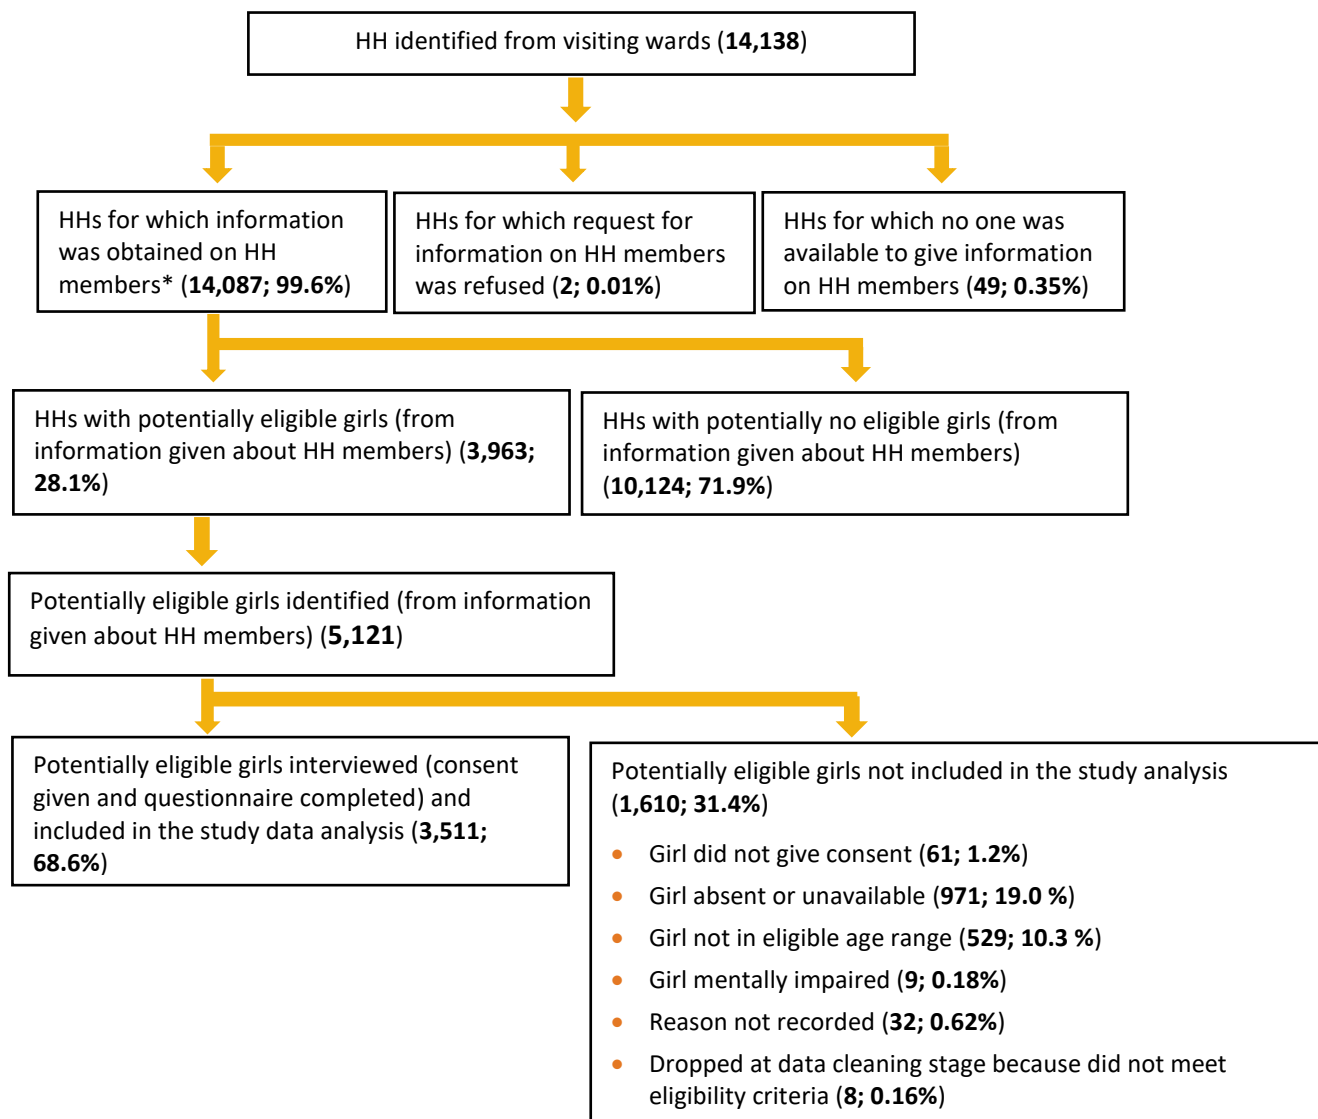 HH identified from visiting wards (14,138)
HHs for which information
was obtained on HH
members* (14,087; 99.6%)
HHs for which request for
information on HH members
was refused (2; 0.01%)
HHs for which no one was
available to give information
on HH members (49; 0.35%)
HHs with potentially eligible girls (from
information given about HH members) (3,963;
28.1%)
HHs with potentially no eligible girls (from
information given about HH members)
(10,124; 71.9%)
Potentially eligible girls identified (from information
given about HH members) (5,121)
Potentially eligible girls interviewed (consent
given and questionnaire completed) and
included in the study data analysis (3,511;
68.6%)
Potentially eligible girls not included in the study analysis
(1,610; 31.4%)
• Girl did not give consent (61; 1.2%)
• Girl absent or unavailable (971; 19.0 %)
• Girl not in eligible age range (529; 10.3 %)
• Girl mentally impaired (9; 0.18%)
• Reason not recorded (32; 0.62%)
• Dropped at data cleaning stage because did not meet
eligibility criteria (8; 0.16%)